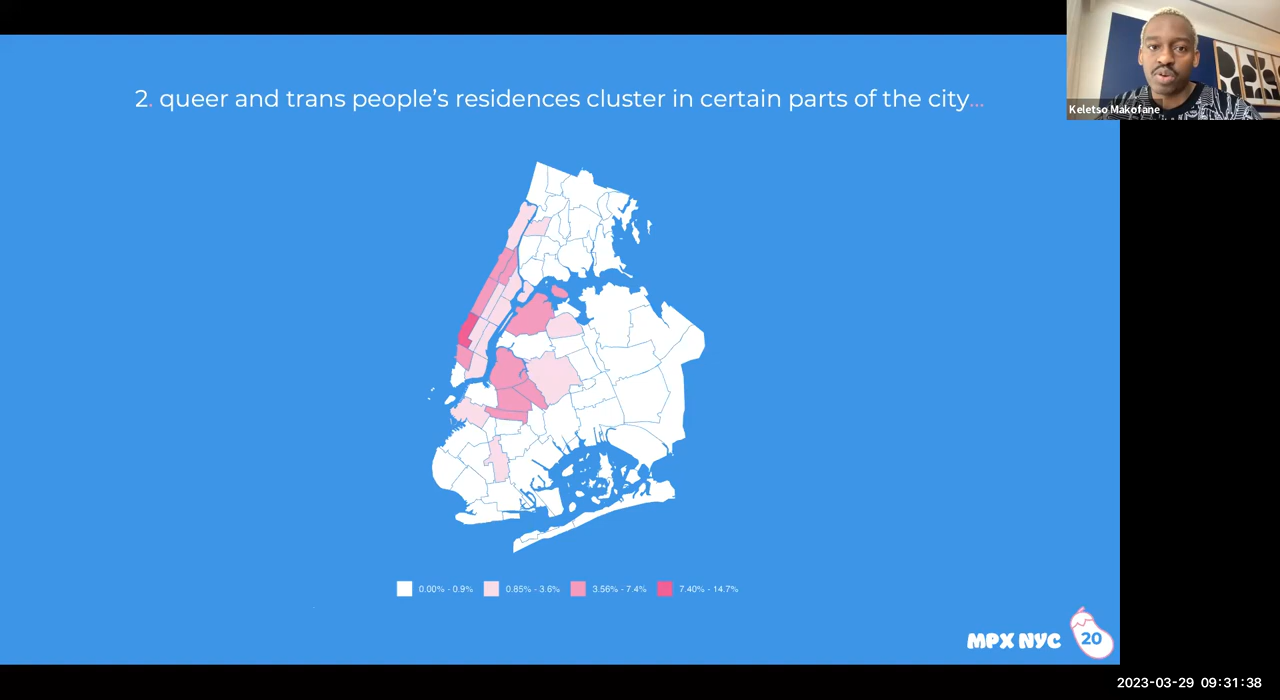 2. queer and trans people's residences cluster in certain parts of the city...
Keletso Makofane
0.00% - 0.9% 0.85% - 3.6% 3.56% - 7.4% 7.40% - 14.7%
MPX NYC 20
2023-03-29 09:31:38